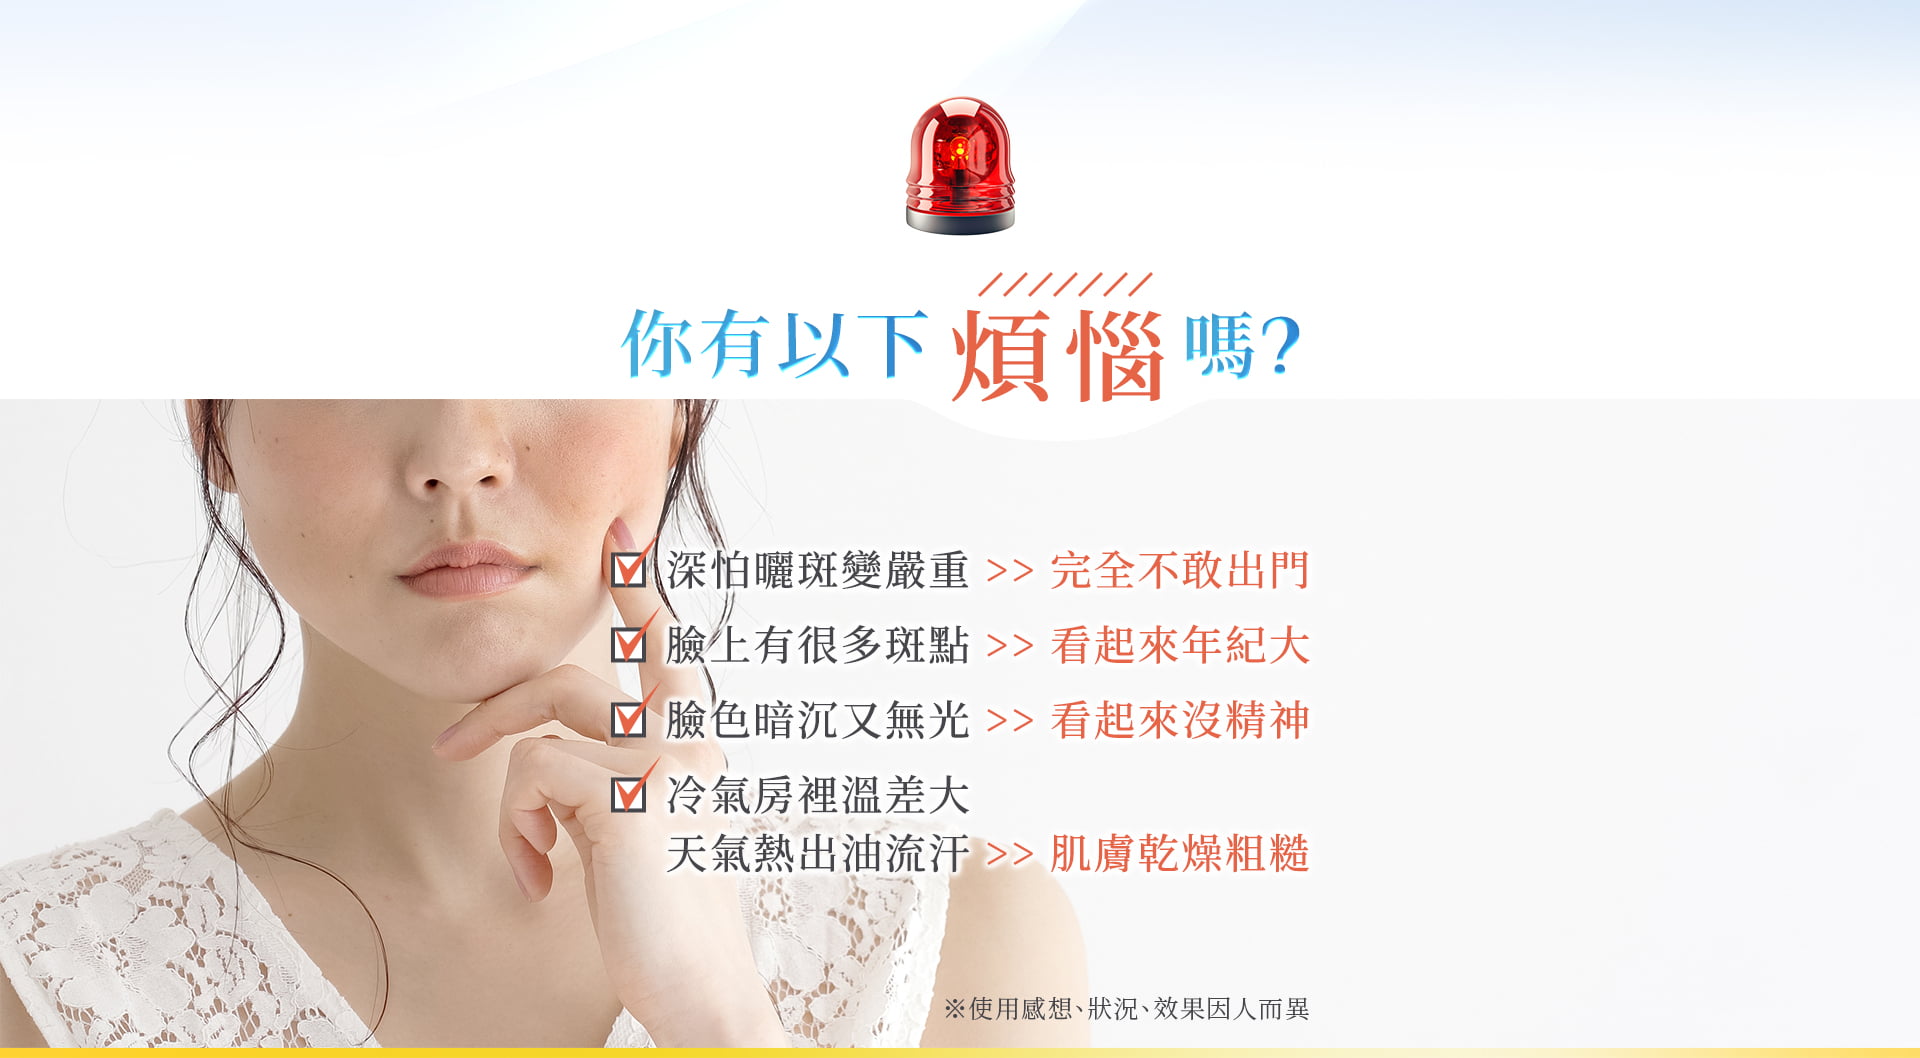 你有以下煩惱嗎?
深怕曬斑變嚴重 >> 完全不敢出門
臉上有很多斑點 >> 看起來年紀大
臉色暗沉又無光 >> 看起來沒精神
冷氣房裡溫差大
天氣熱出油流汗 >> 肌膚乾燥粗糙
※使用感想、狀況、效果因人而異